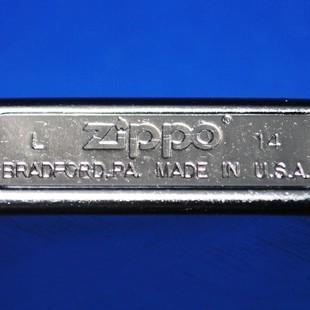 L zippo® 14
BRADFORD, PA. MADE IN U.S.A.